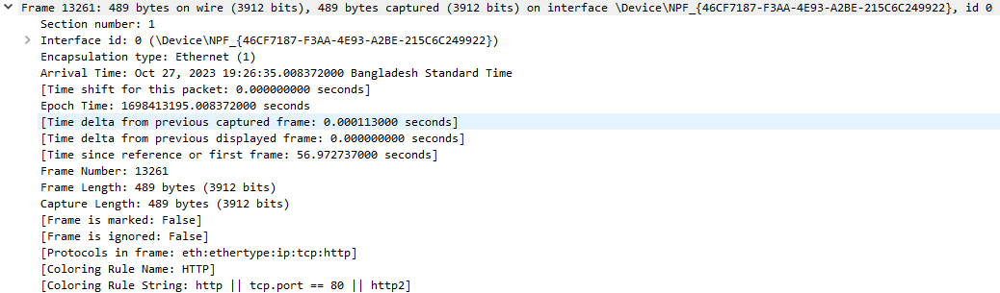 Frame 13261: 489 bytes on wire (3912 bits), 489 bytes captured (3912 bits) on interface \Device\NPF_{46CF7187-F3AA-4E93-A2BE-215C6C249922}, id 0
Section number: 1
Interface id: 0 (\Device\NPF_{46CF7187-F3AA-4E93-A2BE-215C6C249922})
Encapsulation type: Ethernet (1)
Arrival Time: Oct 27, 2023 19:26:35.008372000 Bangladesh Standard Time
[Time shift for this packet: 0.000000000 seconds]
Epoch Time: 1698413195.008372000 seconds
[Time delta from previous captured frame: 0.000113000 seconds]
[Time delta from previous displayed frame: 0.000000000 seconds]
[Time since reference or first frame: 56.972737000 seconds]
Frame Number: 13261
Frame Length: 489 bytes (3912 bits)
Capture Length: 489 bytes (3912 bits)
[Frame is marked: False]
[Frame is ignored: False]
[Protocols in frame: eth:ethertype:ip:tcp:http]
[Coloring Rule Name: HTTP]
[Coloring Rule String: http || tcp.port == 80 || http2]